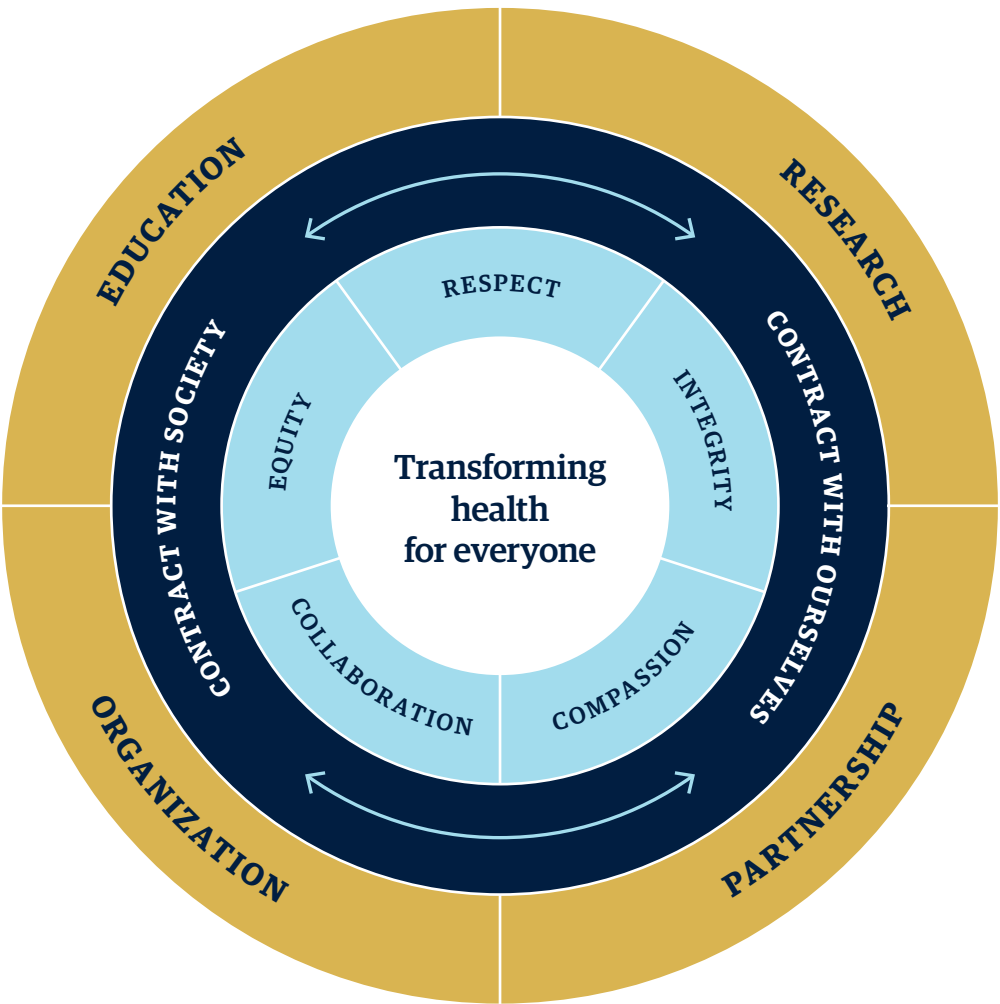 EDUCATION
RESEARCH
CONTRACT WITH SOCIETY
CONTRACT WITH OURSELVES
RESPECT
EQUITY
INTEGRITY
Transforming
health
for everyone
COLLABORATION
COMPASSION
ORGANIZATION
PARTNERSHIP